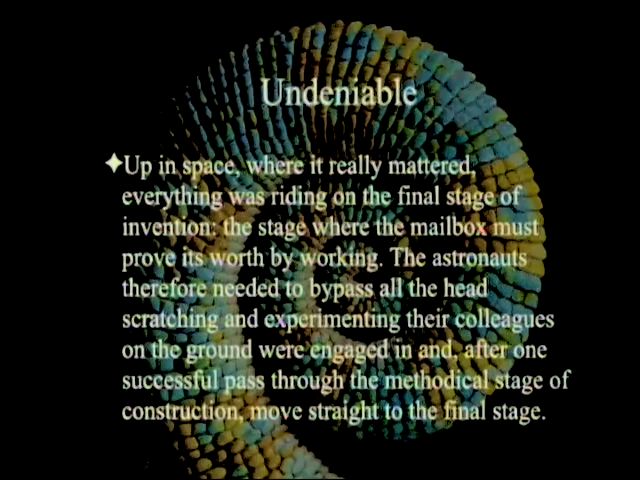 Undeniable
Up in space, where it really mattered,
everything was riding on the final stage of
invention: the stage where the mailbox must
prove its worth by working. The astronauts
therefore needed to bypass all the head
scratching and experimenting their colleagues
on the ground were engaged in and, after one
successful pass through the methodical stage of
construction, move straight to the final stage.